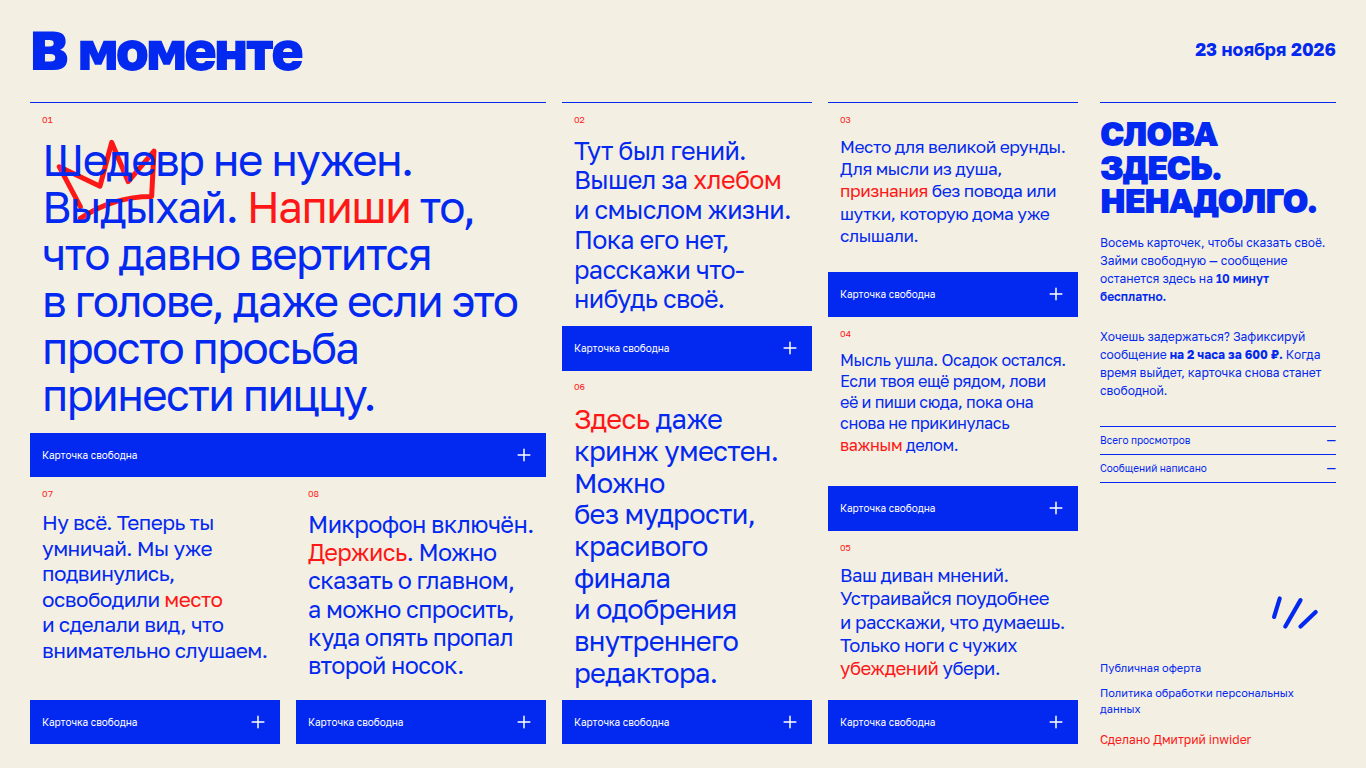 В моменте
23 ноября 2026
01
Шедевр не нужен.
Выдыхай. Напиши то,
что давно вертится
в голове, даже если это
просто просьба
принести пиццу.
Карточка свободна
02
Тут был гений.
Вышел за хлебом
и смыслом жизни.
Пока его нет,
расскажи что-
нибудь своё.
Карточка свободна
03
Место для великой ерунды.
Для мысли из душа,
признания без повода или
шутки, которую дома уже
слышали.
Карточка свободна
04
Мысль ушла. Осадок остался.
Если твоя ещё рядом, лови
её и пиши сюда, пока она
снова не прикинулась
важным делом.
Карточка свободна
05
Ваш диван мнений.
Устраивайся поудобнее
и расскажи, что думаешь.
Только ноги с чужих
убеждений убери.
Карточка свободна
06
Здесь даже
кринж уместен.
Можно
без мудрости,
красивого
финала
и одобрения
внутреннего
редактора.
Карточка свободна
07
Ну всё. Теперь ты
умничай. Мы уже
подвинулись,
освободили место
и сделали вид, что
внимательно слушаем.
Карточка свободна
08
Микрофон включён.
Держись. Можно
сказать о главном,
а можно спросить,
куда опять пропал
второй носок.
Карточка свободна
СЛОВА
ЗДЕСЬ.
НЕНАДОЛГО.
Восемь карточек, чтобы сказать своё.
Займи свободную — сообщение
останется здесь на 10 минут
бесплатно.
Хочешь задержаться? Зафиксируй
сообщение на 2 часа за 600 ₽. Когда
время выйдет, карточка снова станет
свободной.
Всего просмотров —
Сообщений написано —
Публичная оферта
Политика обработки персональных
данных
Сделано Дмитрий inwider